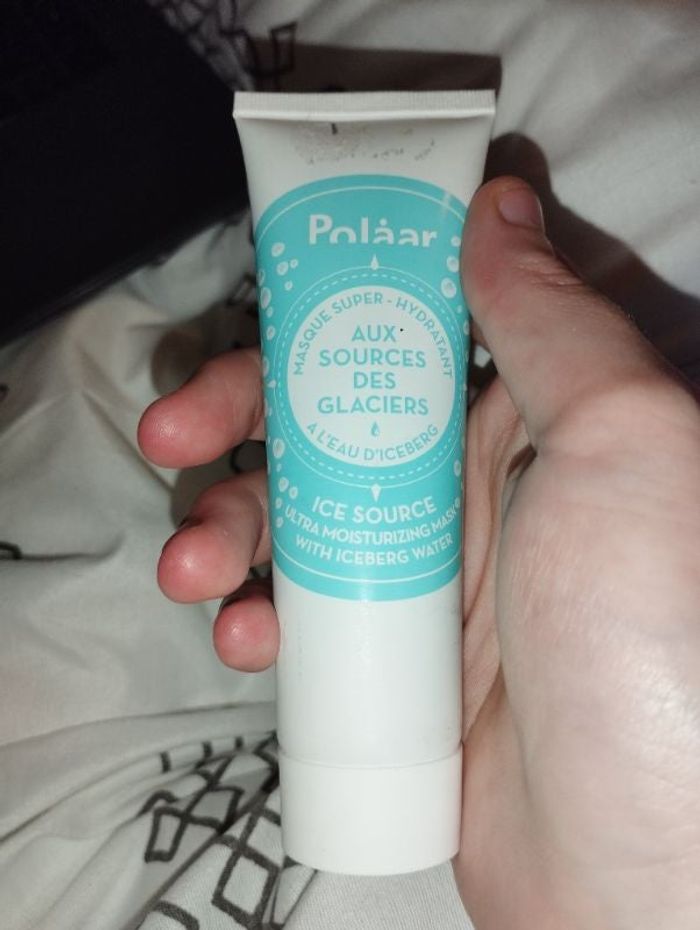 Polåar
MASQUE SUPER-HYDRATANT
AUX
SOURCES
DES
GLACIERS
À L'EAU D'ICEBERG
ICE SOURCE
ULTRA MOISTURIZING MASK
WITH ICEBERG WATER